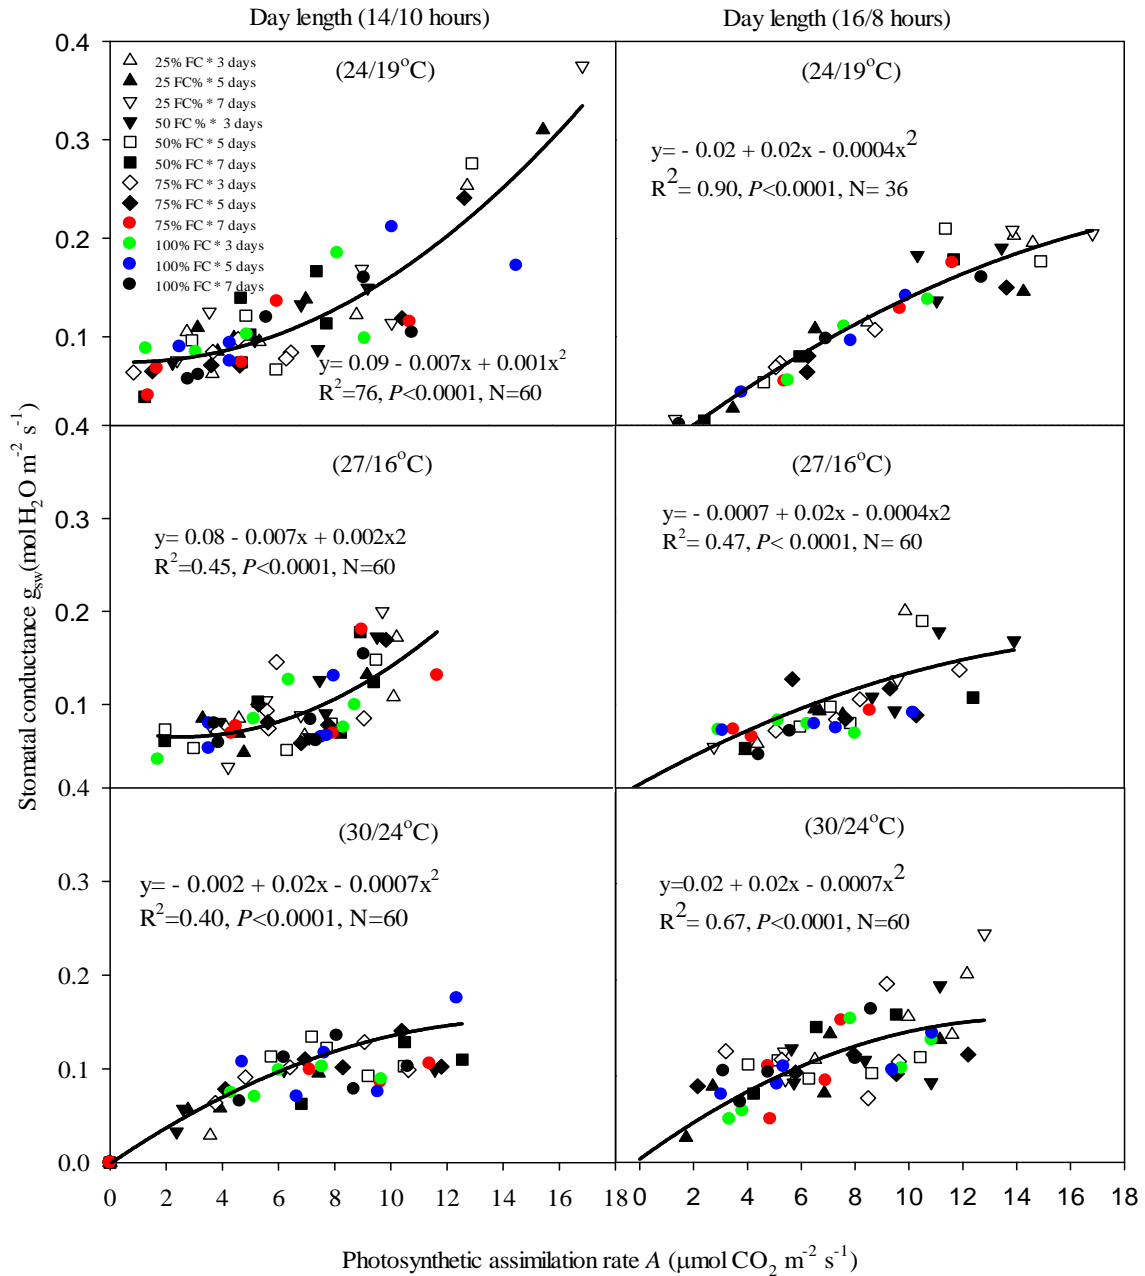 Day length (14/10 hours)
Day length (16/8 hours)
0.4
25% FC * 3 days
25 FC% * 5 days
25 FC% * 7 days
50 FC % * 3 days
50% FC * 5 days
50% FC * 7 days
75% FC * 3 days
75% FC * 5 days
75% FC * 7 days
100% FC * 3 days
100% FC * 5 days
100% FC * 7 days
(24/19°C)
(24/19°C)
0.3
y= - 0.02 + 0.02x - 0.0004x²
R²= 0.90, P<0.0001, N= 36
0.2
0.1
y= 0.09 - 0.007x + 0.001x²
R²=76, P<0.0001, N=60
0.4
(27/16°C)
(27/16°C)
0.3
y= 0.08 - 0.007x + 0.002x2
R²=0.45, P<0.0001, N=60
y= - 0.0007 + 0.02x - 0.0004x2
R²= 0.47, P< 0.0001, N= 60
0.2
0.1
0.4
(30/24°C)
(30/24°C)
0.3
y= - 0.002 + 0.02x - 0.0007x²
R²=0.40, P<0.0001, N=60
y=0.02 + 0.02x - 0.0007x²
R²= 0.67, P<0.0001, N=60
0.2
0.1
0.0
0 2 4 6 8 10 12 14 16 18
0 2 4 6 8 10 12 14 16 18
Stomatal conductance gsw(mol H₂O m⁻² s⁻¹)
Photosynthetic assimilation rate A (μmol CO₂ m⁻² s⁻¹)